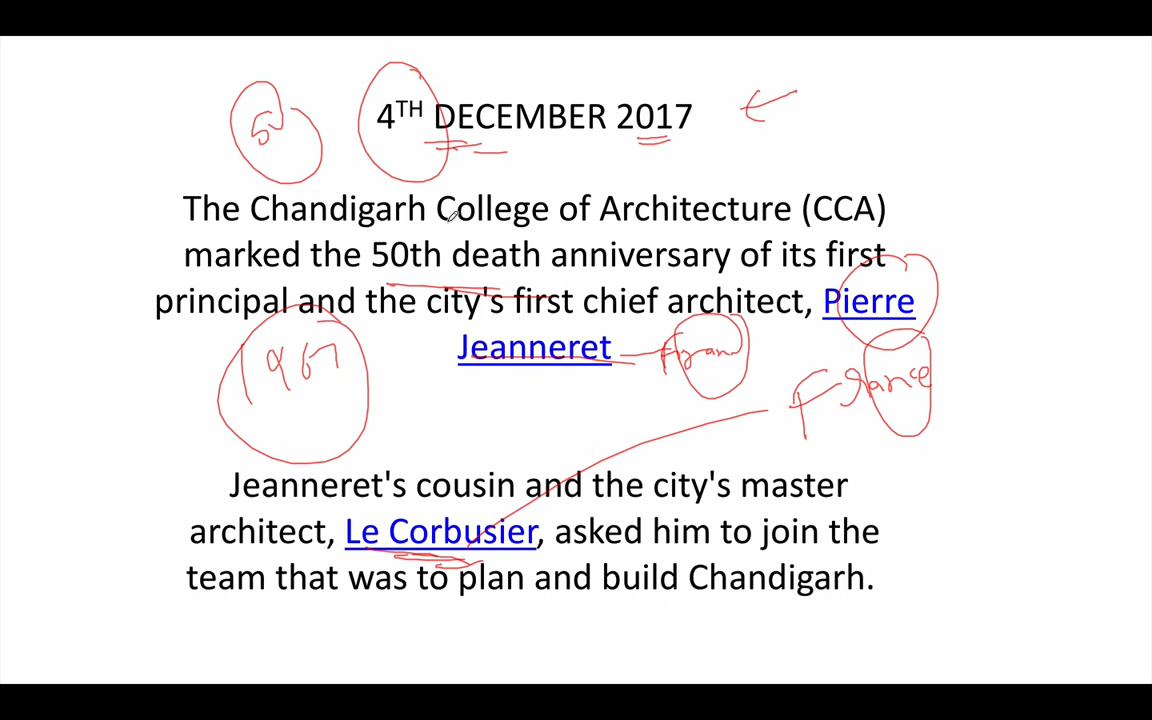 50
4TH DECEMBER 2017
The Chandigarh College of Architecture (CCA)
marked the 50th death anniversary of its first
principal and the city's first chief architect, Pierre
Jeanneret
1967
France
Jeanneret's cousin and the city's master
architect, Le Corbusier, asked him to join the
team that was to plan and build Chandigarh.